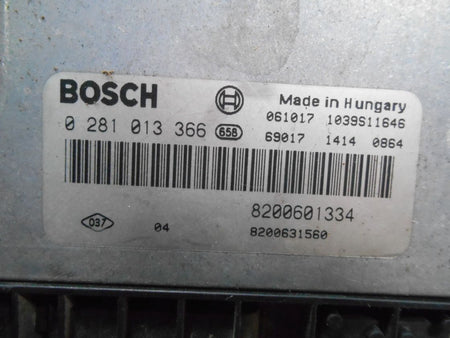 BOSCH
Made in Hungary
061017 1039S11646
0 281 013 366 658
69017 1414 0864
8200601334
037 04
8200631560